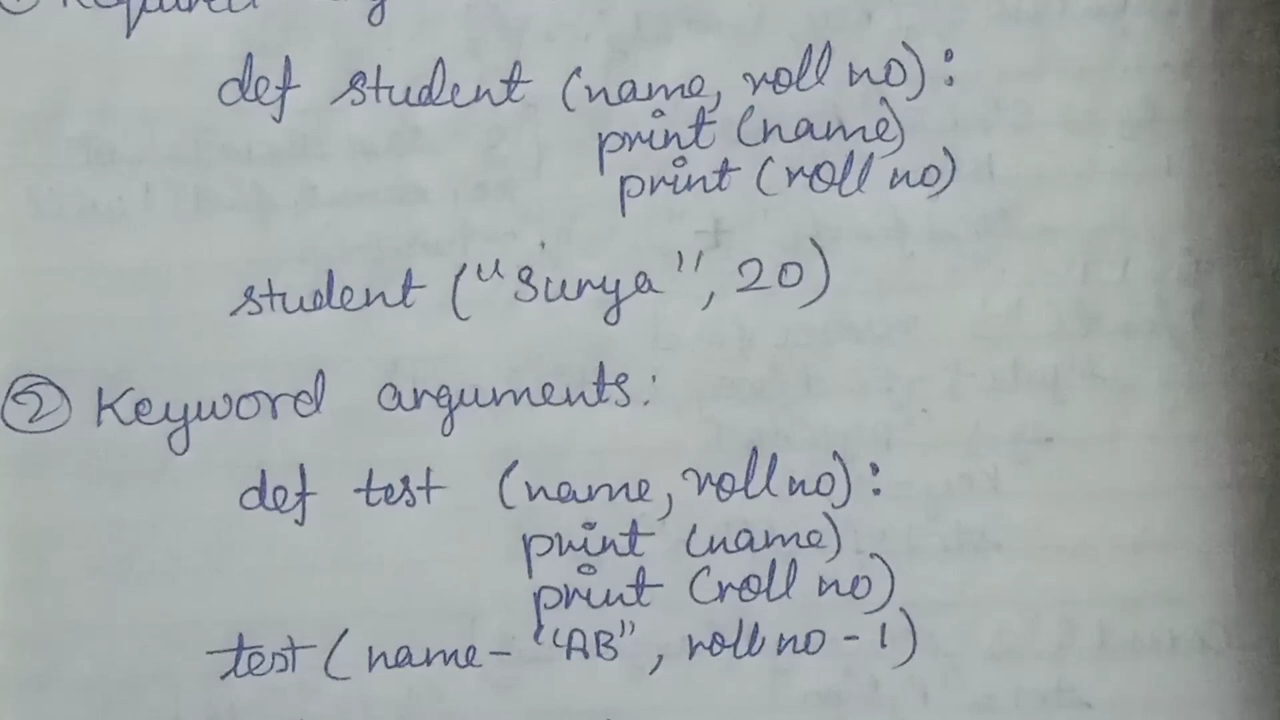 def student (name, roll no):
print (name)
print (roll no)
student ("Surya", 20)
② Keyword arguments:
def test (name, roll no):
print (name)
print (roll no)
test (name- "AB", roll no - 1)